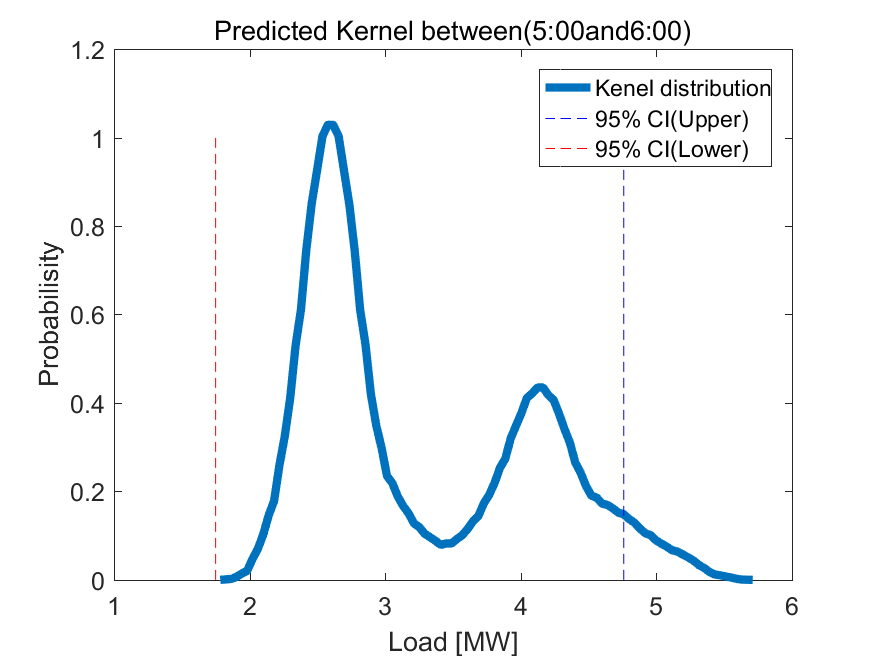 Predicted Kernel between(5:00and6:00)
Kenel distribution
95% CI(Upper)
95% CI(Lower)
Probabilisity
1.2
1
0.8
0.6
0.4
0.2
0
1 2 3 4 5 6
Load [MW]